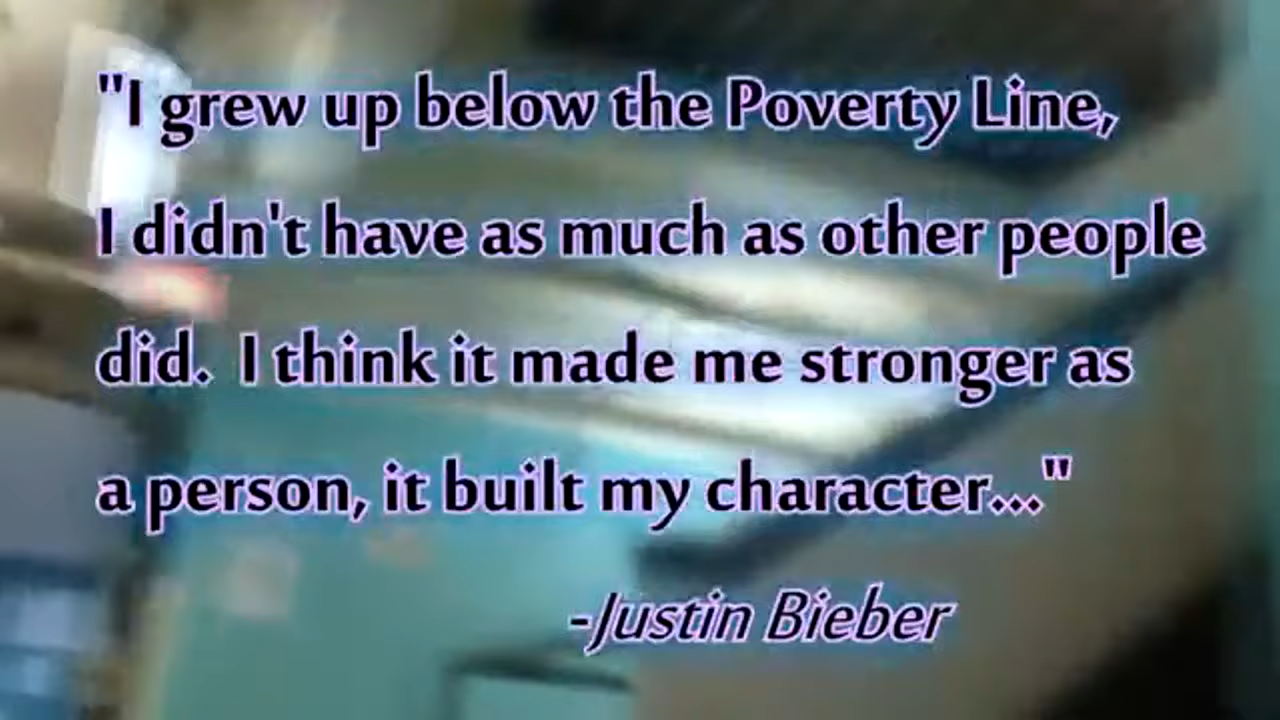 "I grew up below the Poverty Line,
I didn't have as much as other people
did.  I think it made me stronger as
a person, it built my character..."
-Justin Bieber